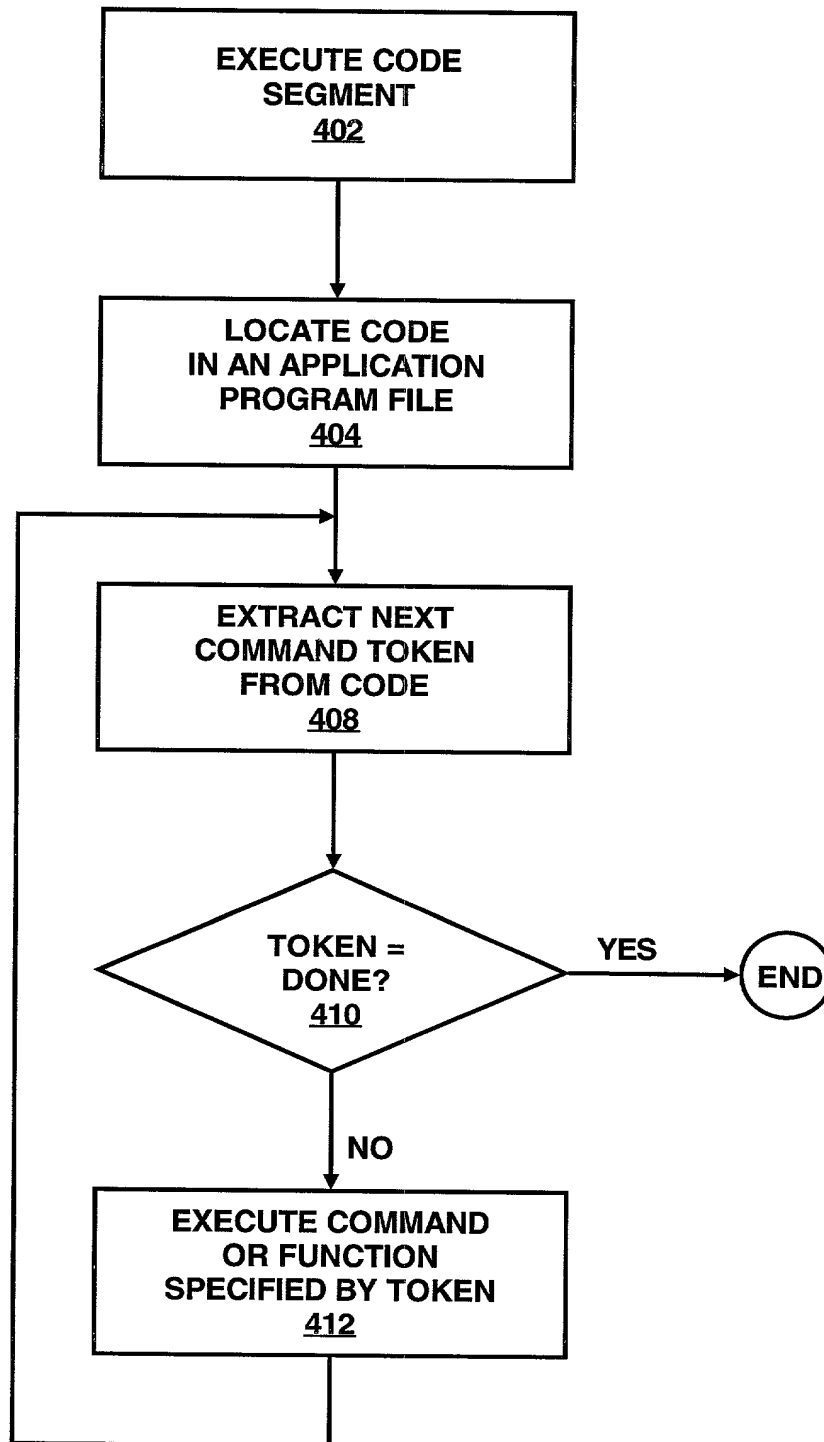 EXECUTE CODE
SEGMENT
402
LOCATE CODE
IN AN APPLICATION
PROGRAM FILE
404
EXTRACT NEXT
COMMAND TOKEN
FROM CODE
408
TOKEN =
DONE?
410
YES
END
NO
EXECUTE COMMAND
OR FUNCTION
SPECIFIED BY TOKEN
412